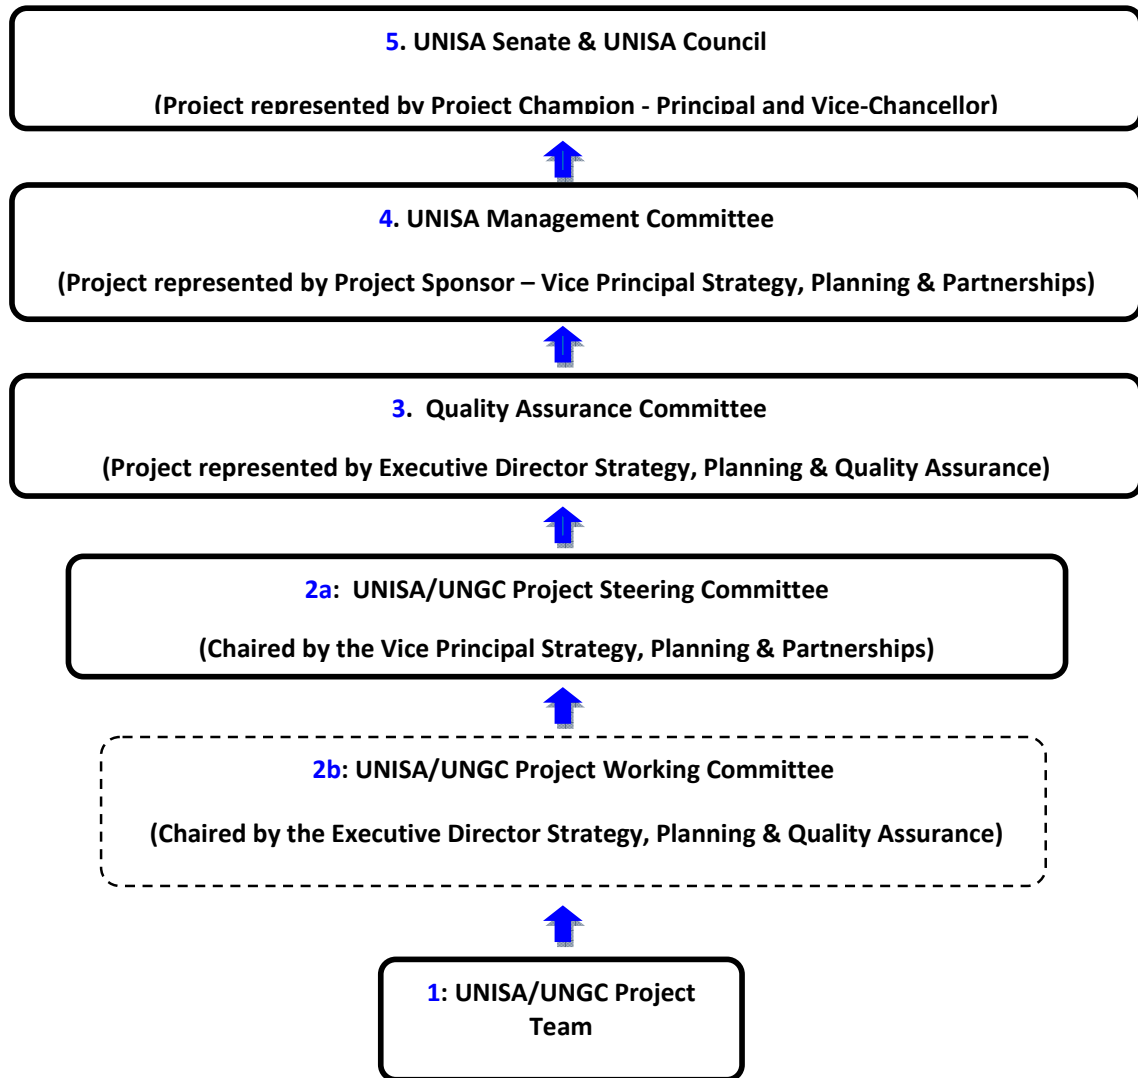 5. UNISA Senate & UNISA Council
(Project represented by Project Champion - Principal and Vice-Chancellor)
4. UNISA Management Committee
(Project represented by Project Sponsor – Vice Principal Strategy, Planning & Partnerships)
3. Quality Assurance Committee
(Project represented by Executive Director Strategy, Planning & Quality Assurance)
2a: UNISA/UNGC Project Steering Committee
(Chaired by the Vice Principal Strategy, Planning & Partnerships)
2b: UNISA/UNGC Project Working Committee
(Chaired by the Executive Director Strategy, Planning & Quality Assurance)
1: UNISA/UNGC Project
Team